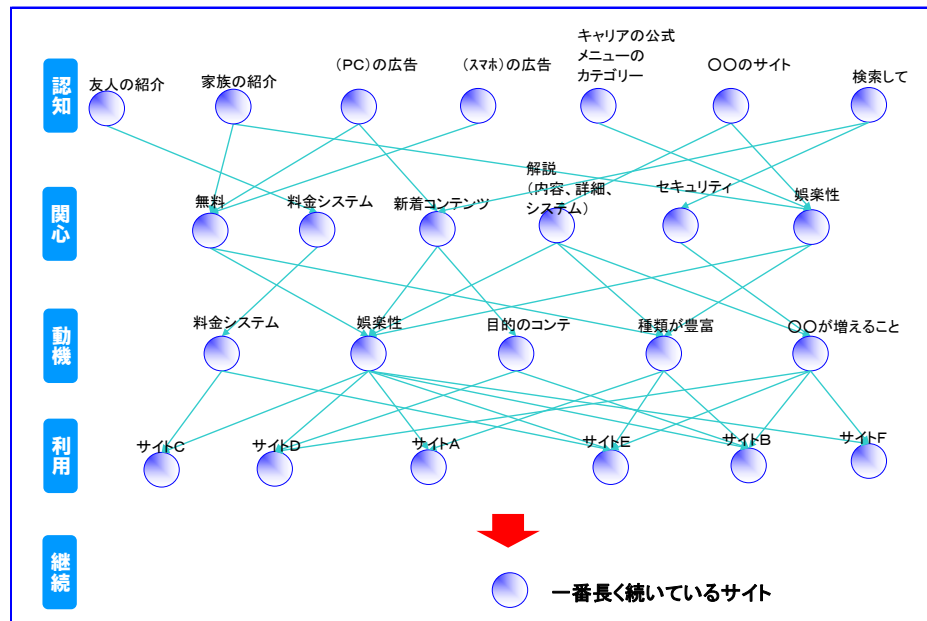 認知
友人の紹介
家族の紹介
(PC)の広告
(スマホ)の広告
キャリアの公式
メニューの
カテゴリー
〇〇のサイト
検索して
関心
無料
料金システム
新着コンテンツ
解説
(内容、詳細、
システム)
セキュリティ
娯楽性
動機
料金システム
娯楽性
目的のコンテ
種類が豊富
〇〇が増えること
利用
サイトC
サイトD
サイトA
サイトE
サイトB
サイトF
継続
一番長く続いているサイト